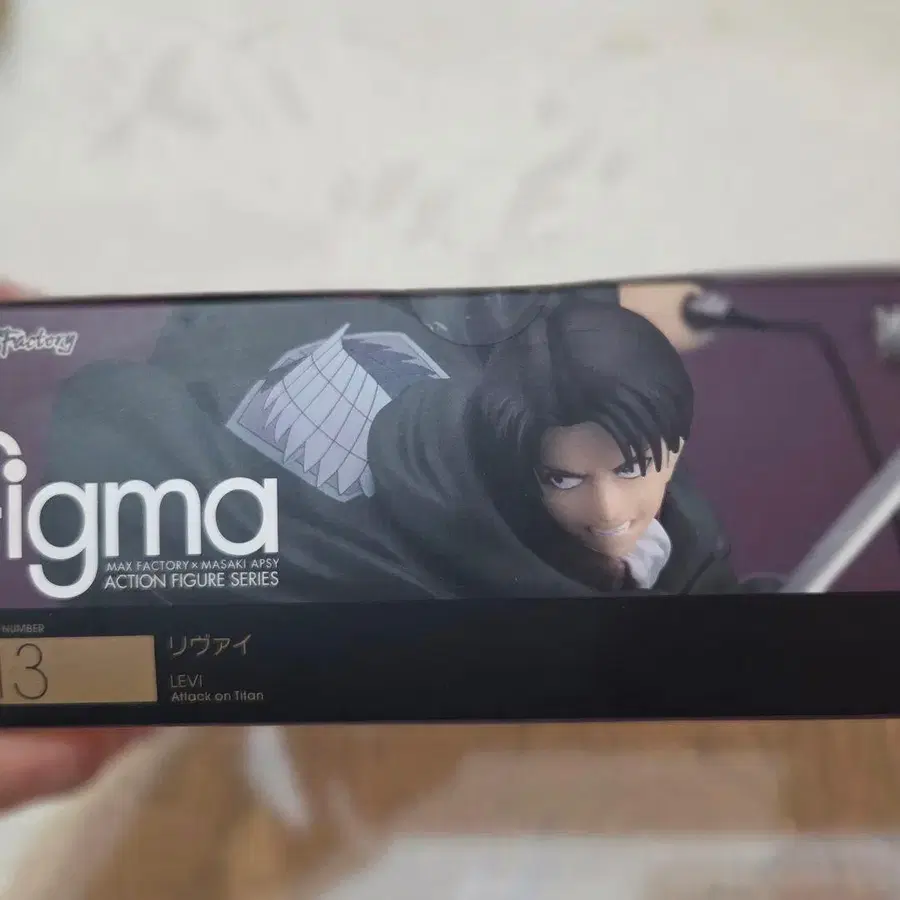 Factory
figma
MAX FACTORY × MASAKI APSY
ACTION FIGURE SERIES
NUMBER
13
リヴァイ
LEVI
Attack on Titan